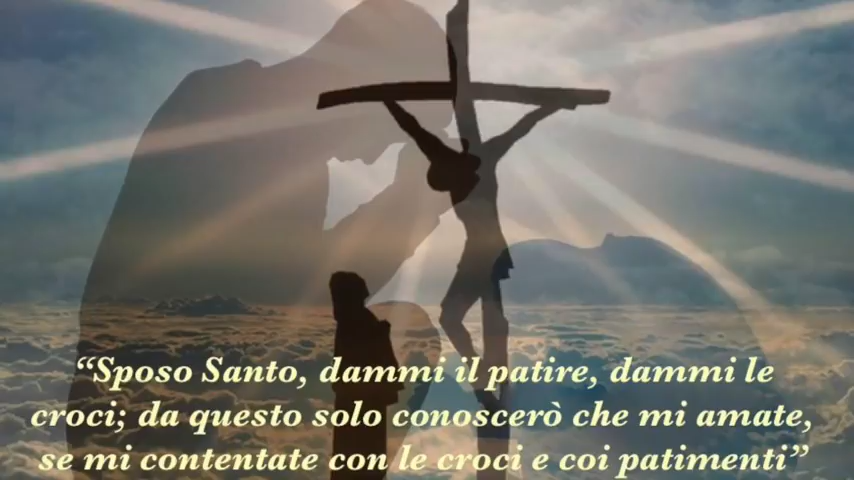 “Sposo Santo, dammi il patire, dammi le
croci; da questo solo conoscerò che mi amate,
se mi contentate con le croci e coi patimenti”